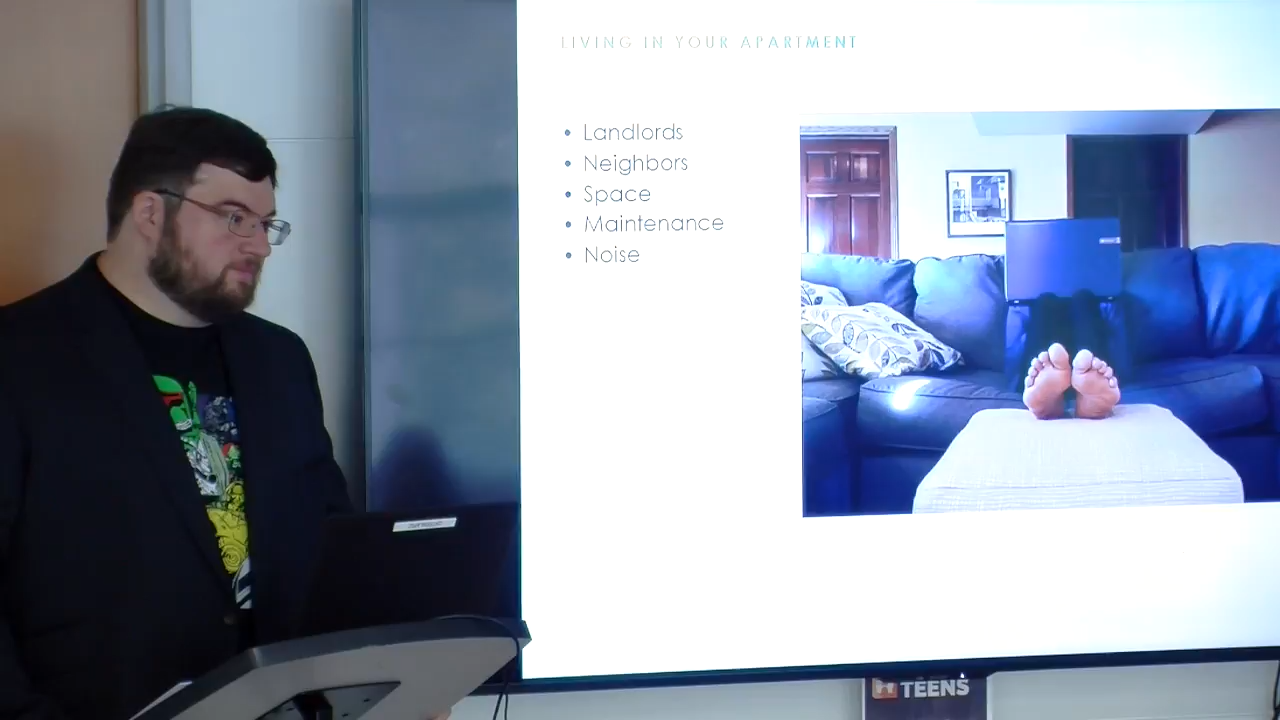 LIVING IN YOUR APARTMENT
• Landlords
• Neighbors
• Space
• Maintenance
• Noise
TEENS